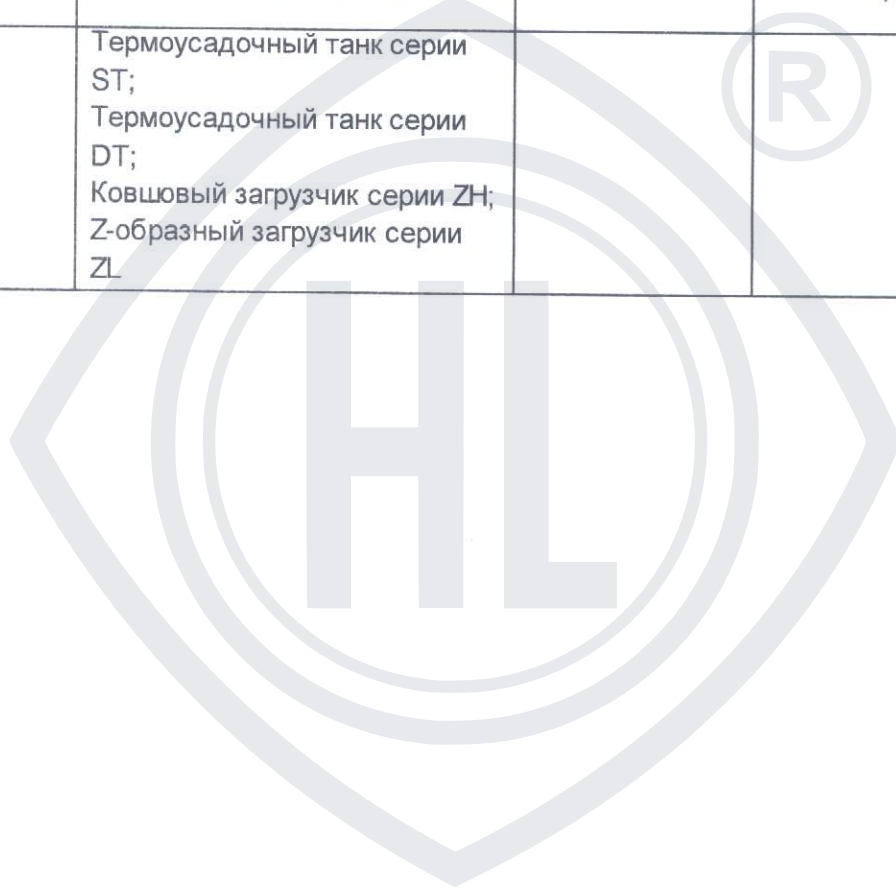 Термоусадочный танк серии
ST;
Термоусадочный танк серии
DT;
Ковшовый загрузчик серии ZH;
Z-образный загрузчик серии
ZL
HL
®